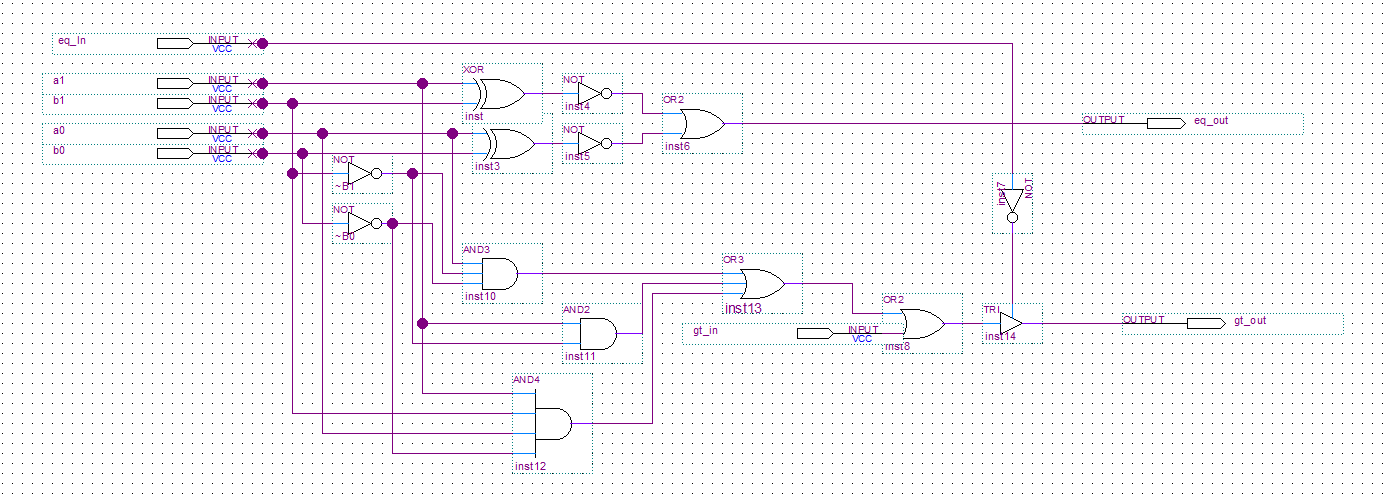 eq_in INPUT VCC
a1 INPUT VCC
b1 INPUT VCC
a0 INPUT VCC
b0 INPUT VCC
XOR
inst
NOT
inst4
OR2
inst6
OUTPUT eq_out
inst3
NOT
inst5
NOT
~B1
NOT
~B0
inst7
NOT
AND3
inst10
OR3
inst13
AND2
inst11
gt_in INPUT VCC
OR2
inst8
TRI
inst14
OUTPUT gt_out
AND4
inst12